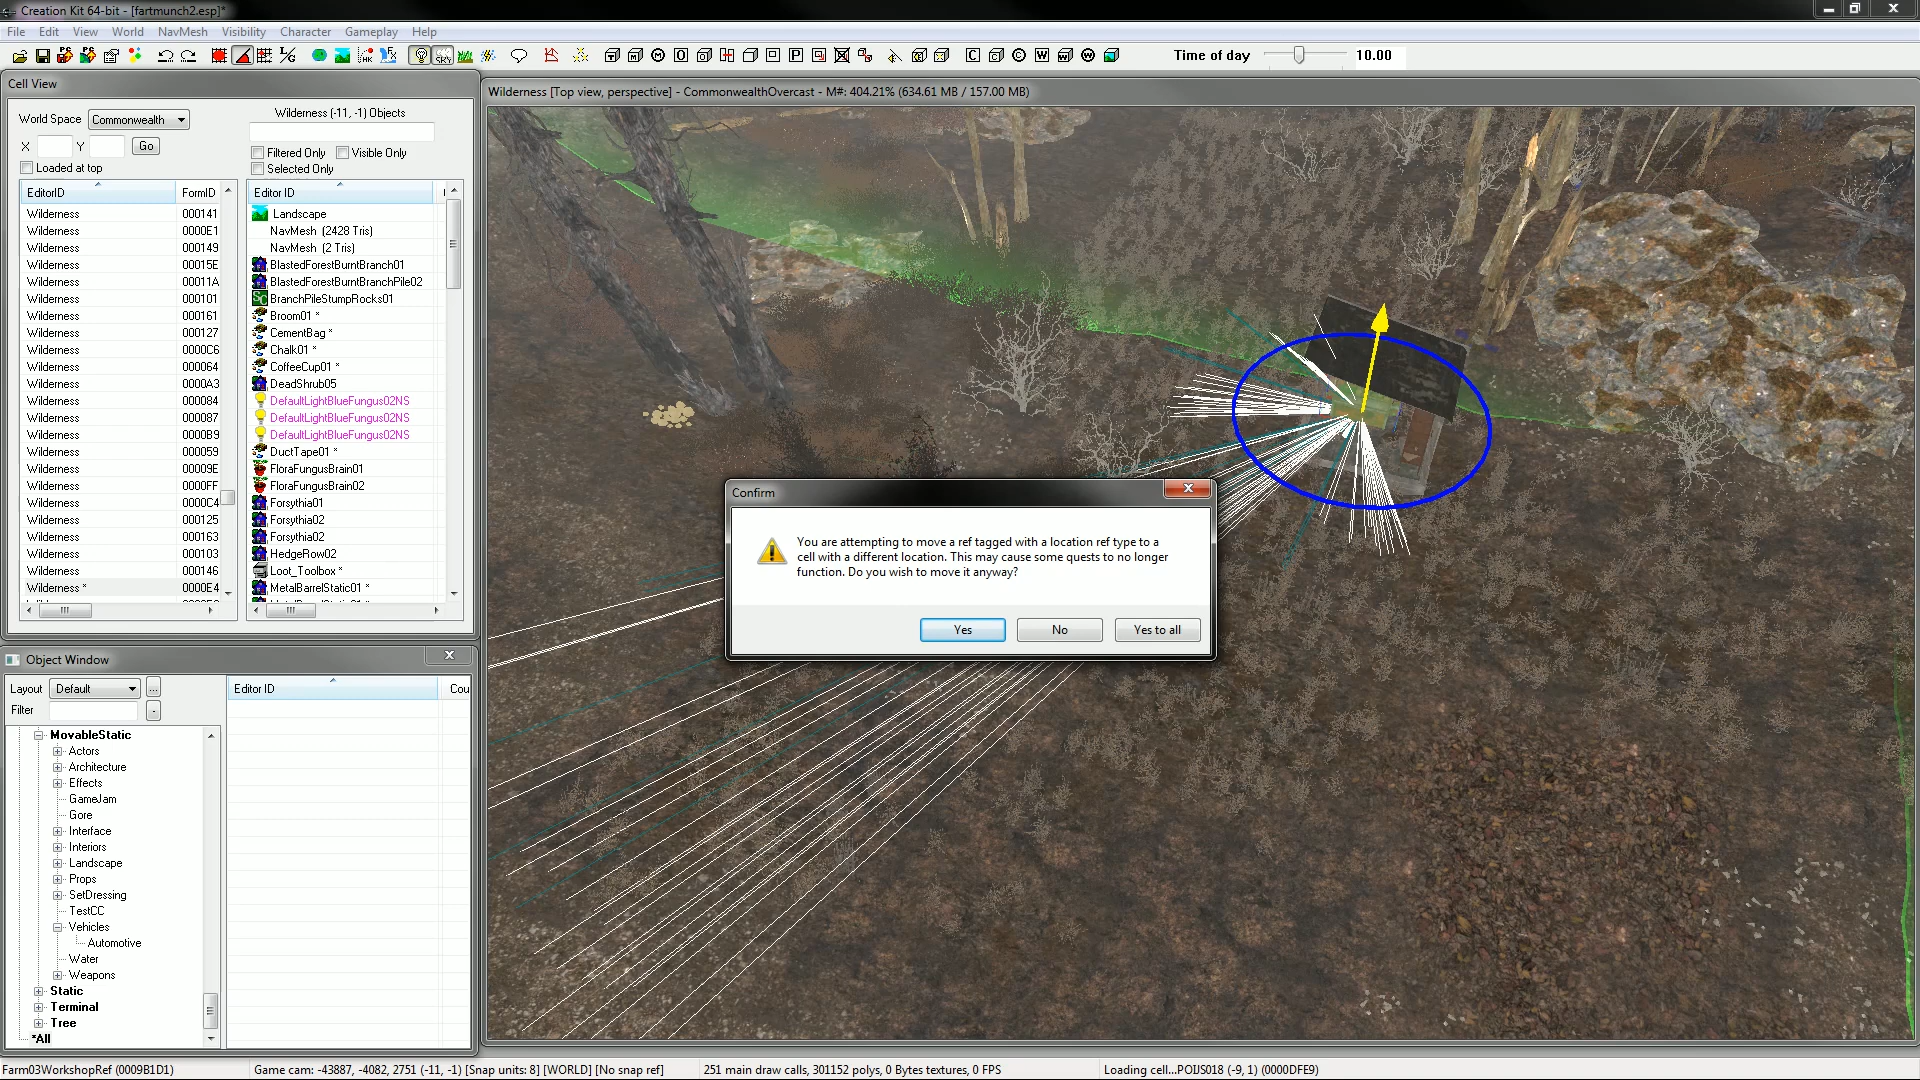 Creation Kit 64-bit - [fartmunch2.esp]*
File Edit View World NavMesh Visibility Character Gameplay Help
Time of day 10.00
Cell View
World Space Commonwealth
X Y Go
Loaded at top
EditorID FormID
Wilderness 000141
Wilderness 0000E1
Wilderness 000149
Wilderness 00015E
Wilderness 00011A
Wilderness 000101
Wilderness 000161
Wilderness 000127
Wilderness 0000C6
Wilderness 000064
Wilderness 0000A3
Wilderness 000084
Wilderness 000087
Wilderness 0000B9
Wilderness 000059
Wilderness 00009E
Wilderness 0000FF
Wilderness 0000C4
Wilderness 000125
Wilderness 000163
Wilderness 000103
Wilderness 000146
Wilderness * 0000E4
Wilderness (-11, -1) Objects
Filtered Only Visible Only
Selected Only
Editor ID
Landscape
NavMesh (2428 Tris)
NavMesh (2 Tris)
BlastedForestBurntBranch01
BlastedForestBurntBranchPile02
BranchPileStumpRocks01
Broom01 *
CementBag *
Chalk01 *
CoffeeCup01 *
DeadShrub05
DefaultLightBlueFungus02NS
DefaultLightBlueFungus02NS
DefaultLightBlueFungus02NS
DuctTape01 *
FloraFungusBrain01
FloraFungusBrain02
Forsythia01
Forsythia02
Forsythia02
HedgeRow02
Loot_Toolbox *
MetalBarrelStatic01 *
Object Window
Layout Default ...
Filter
MovableStatic
Actors
Architecture
Effects
GameJam
Gore
Interface
Interiors
Landscape
Props
SetDressing
TestCC
Vehicles
Automotive
Water
Weapons
Static
Terminal
Tree
*All
Editor ID Cou
Wilderness [Top view, perspective] - CommonwealthOvercast - M#: 404.21% (634.61 MB / 157.00 MB)
Confirm
You are attempting to move a ref tagged with a location ref type to a
cell with a different location. This may cause some quests to no longer
function. Do you wish to move it anyway?
Yes No Yes to all
Farm03WorkshopRef (0009B1D1) Game cam: -43887, -4082, 2751 (-11, -1) [Snap units: 8] [WORLD] [No snap ref] 251 main draw calls, 301152 polys, 0 Bytes textures, 0 FPS Loading cell...POIJS018 (-9, 1) (0000DFE9)